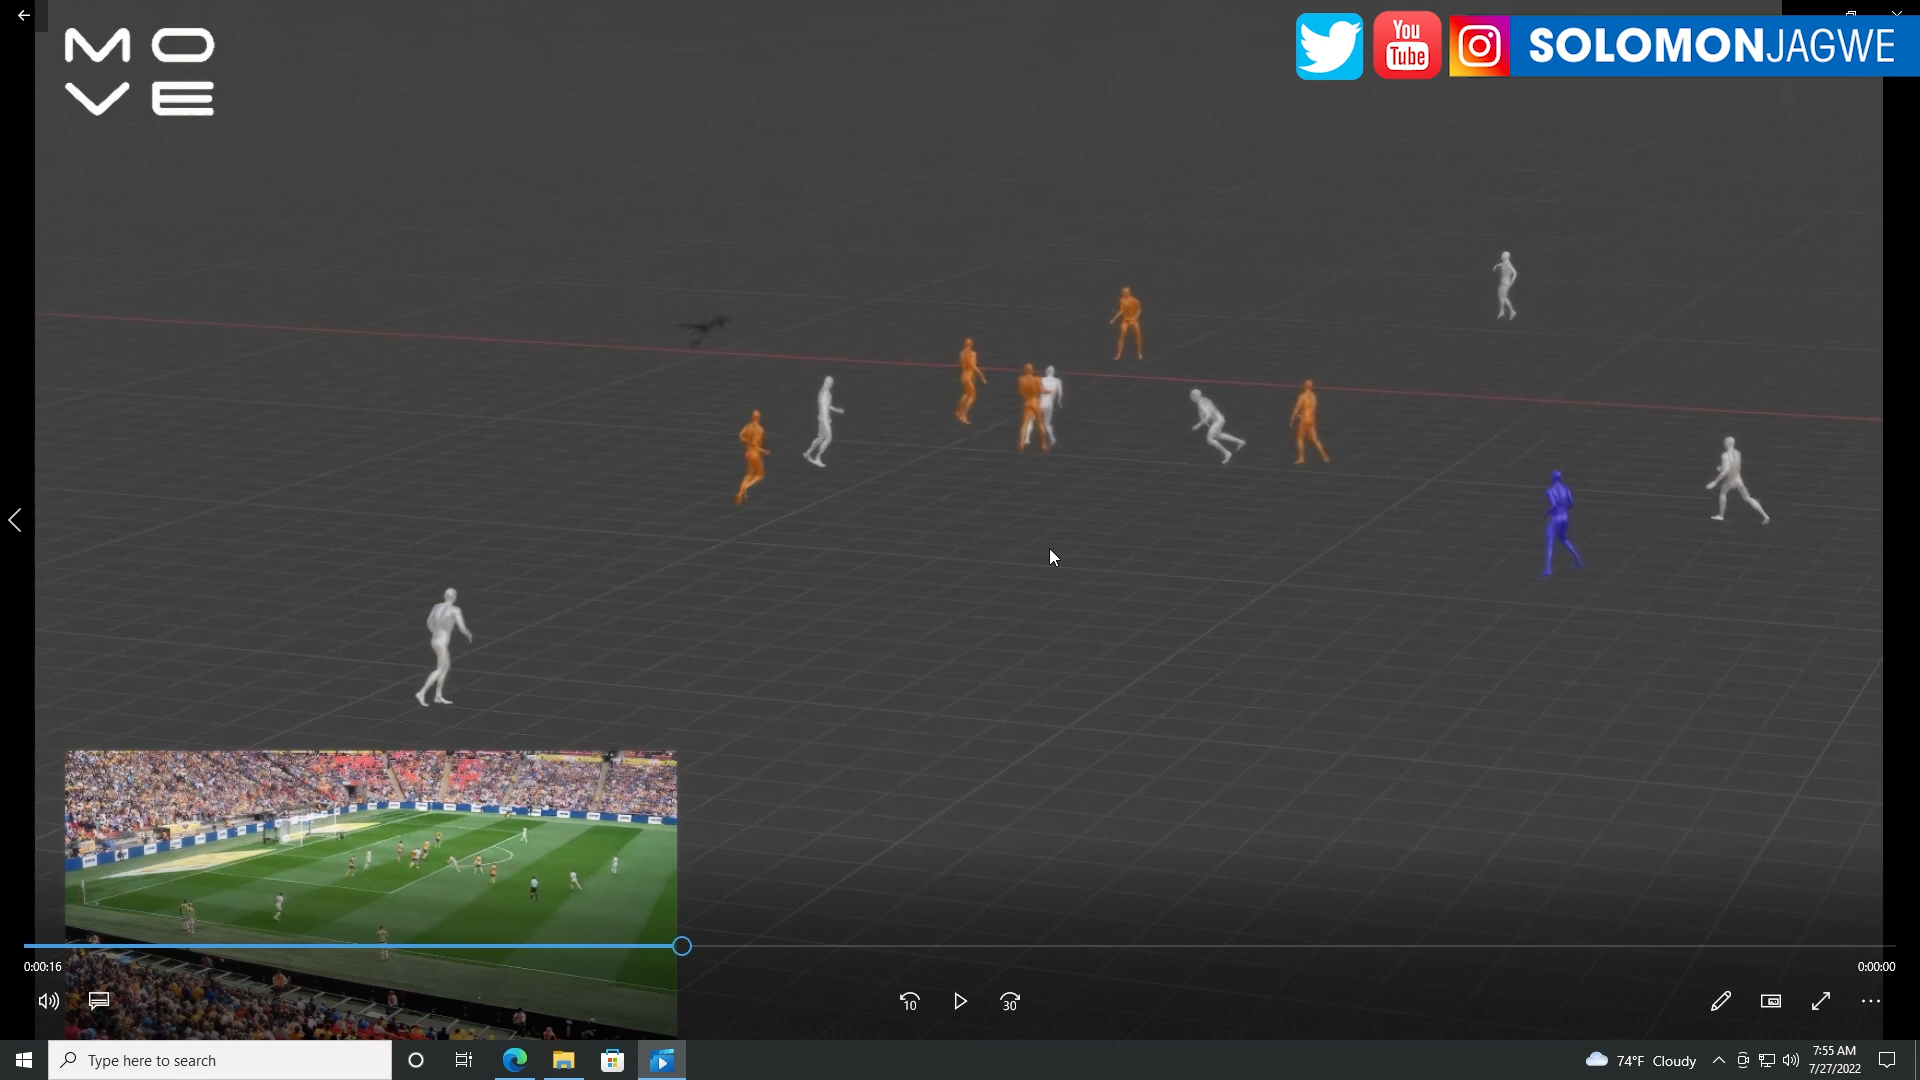 MO
VE
You
Tube
SOLOMONJAGWE
0:00:16
0:00:00
10
30
Type here to search
74°F Cloudy
7:55 AM
7/27/2022